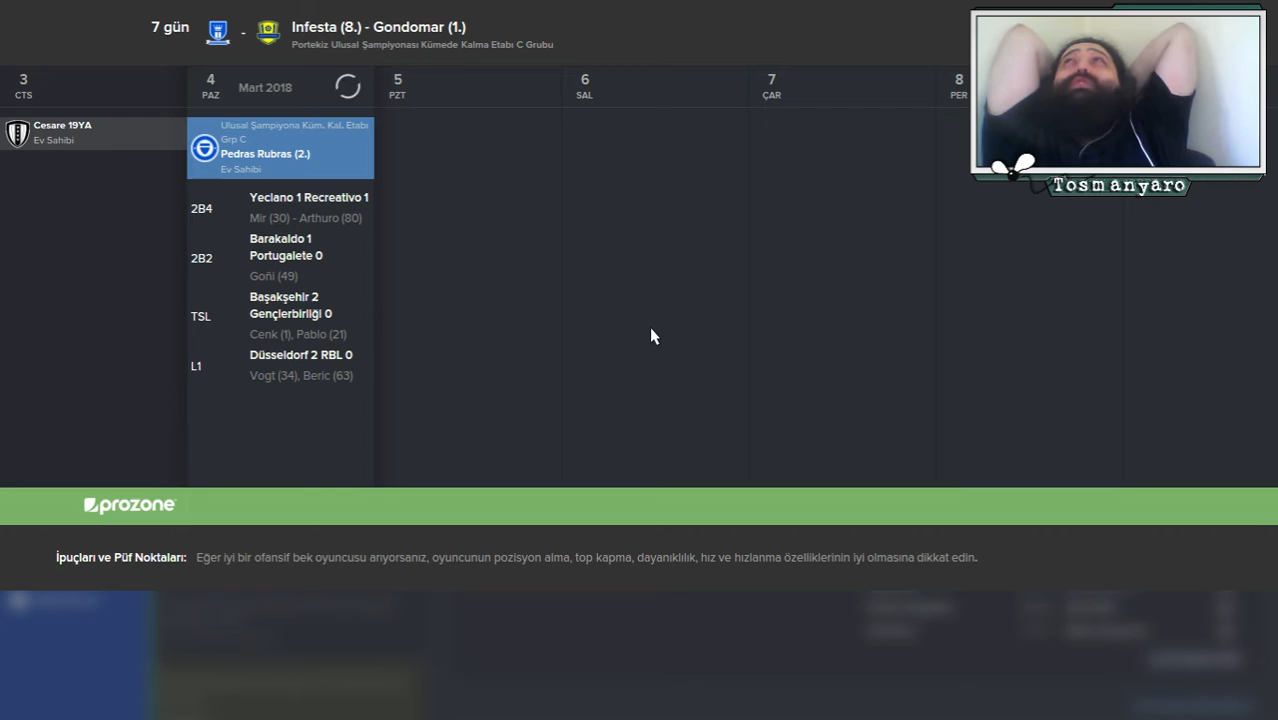 7 gün
-
Infesta (8.) - Gondomar (1.)
Portekiz Ulusal Şampiyonası Kümede Kalma Etabı C Grubu
3
CTS
4
PAZ
Mart 2018
5
PZT
6
SAL
7
ÇAR
8
PER
Cesare 19YA
Ev Sahibi
Ulusal Şampiyona Küm. Kal. Etabı
Grp C
Pedras Rubras (2.)
Ev Sahibi
2B4
Yeclano 1 Recreativo 1
Mir (30) - Arthuro (80)
2B2
Barakaldo 1
Portugalete 0
Goñi (49)
TSL
Başakşehir 2
Gençlerbirliği 0
Cenk (1), Pablo (21)
L1
Düsseldorf 2 RBL 0
Vogt (34), Beric (63)
Tosmanyaro
prozone
İpuçları ve Püf Noktaları: Eğer iyi bir ofansif bek oyuncusu arıyorsanız, oyuncunun pozisyon alma, top kapma, dayanıklılık, hız ve hızlanma özelliklerinin iyi olmasına dikkat edin.